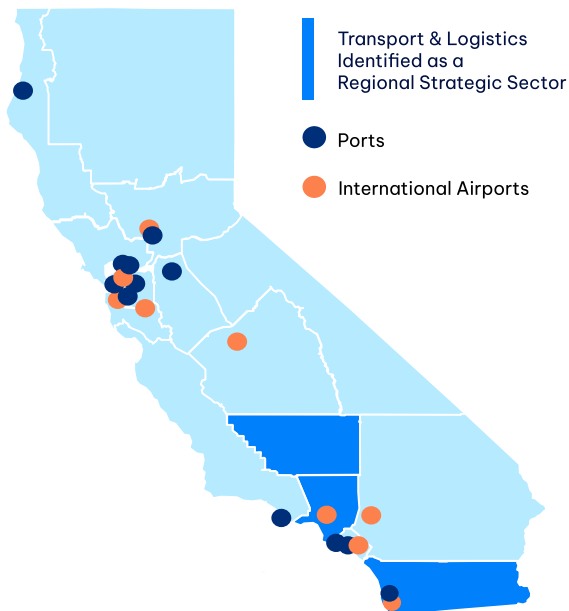 Transport & Logistics
Identified as a
Regional Strategic Sector
Ports
International Airports